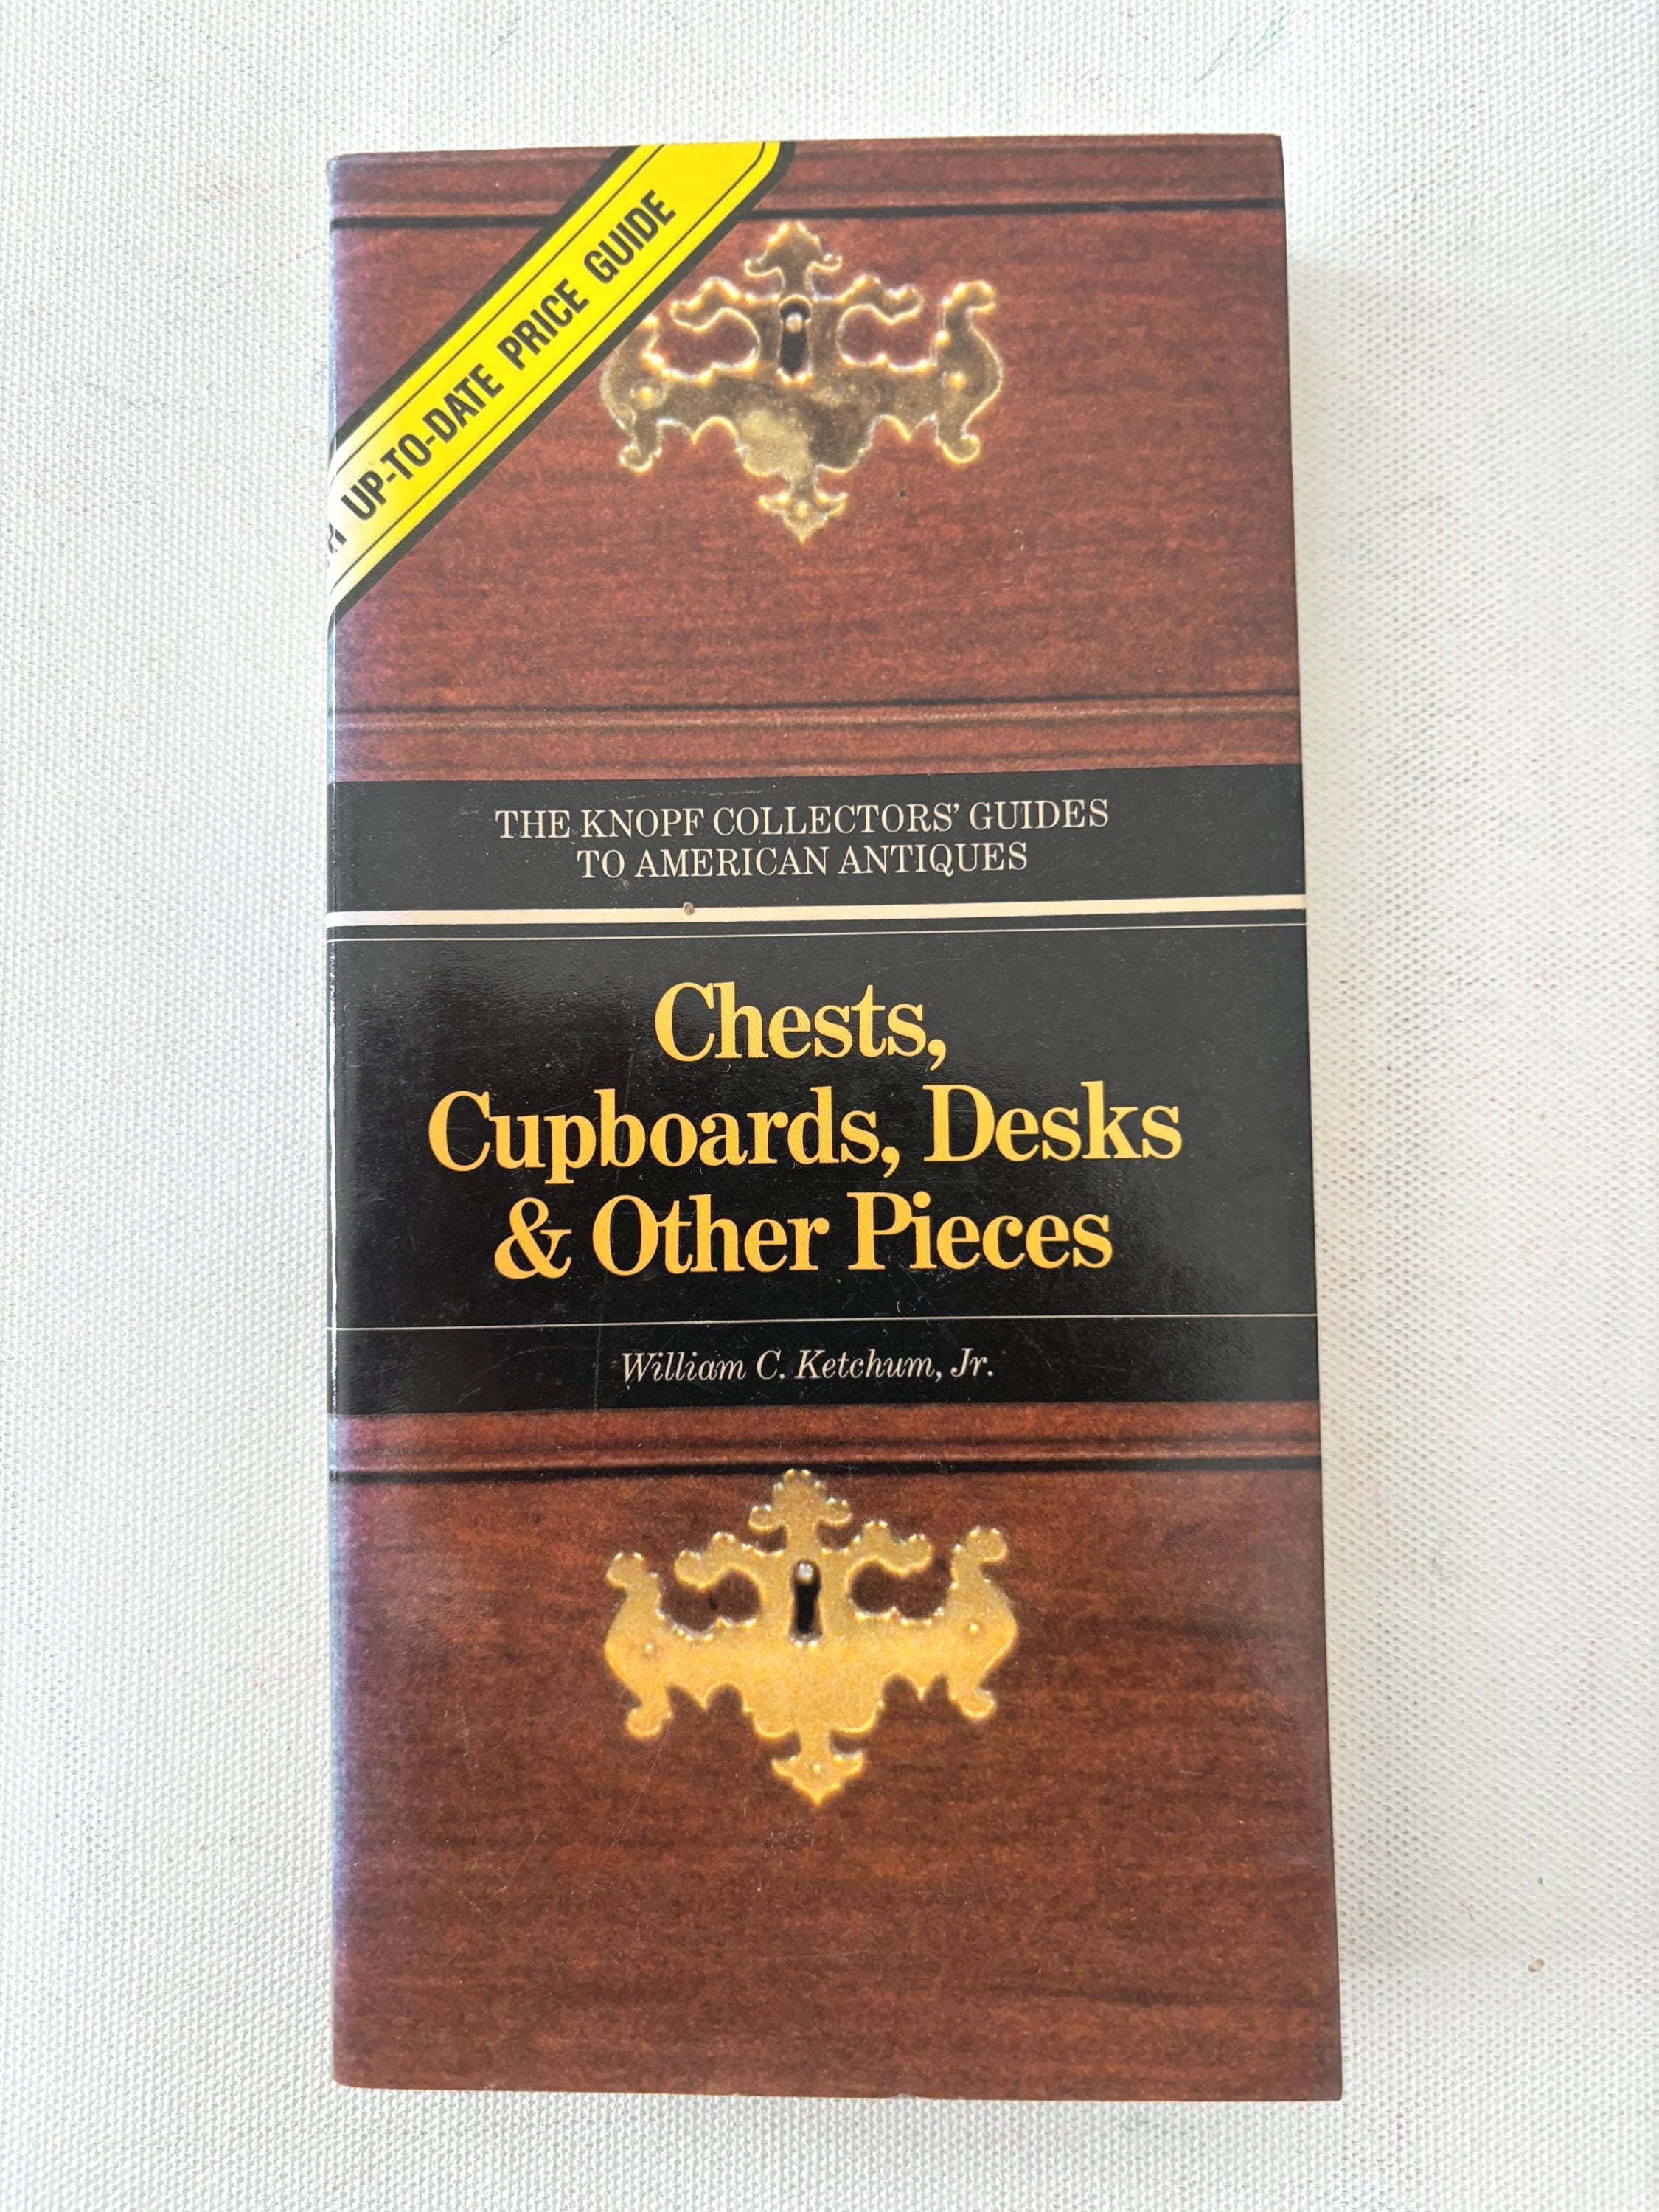 UP-TO-DATE PRICE GUIDE
THE KNOPF COLLECTORS' GUIDES
TO AMERICAN ANTIQUES
Chests,
Cupboards, Desks
& Other Pieces
William C. Ketchum, Jr.